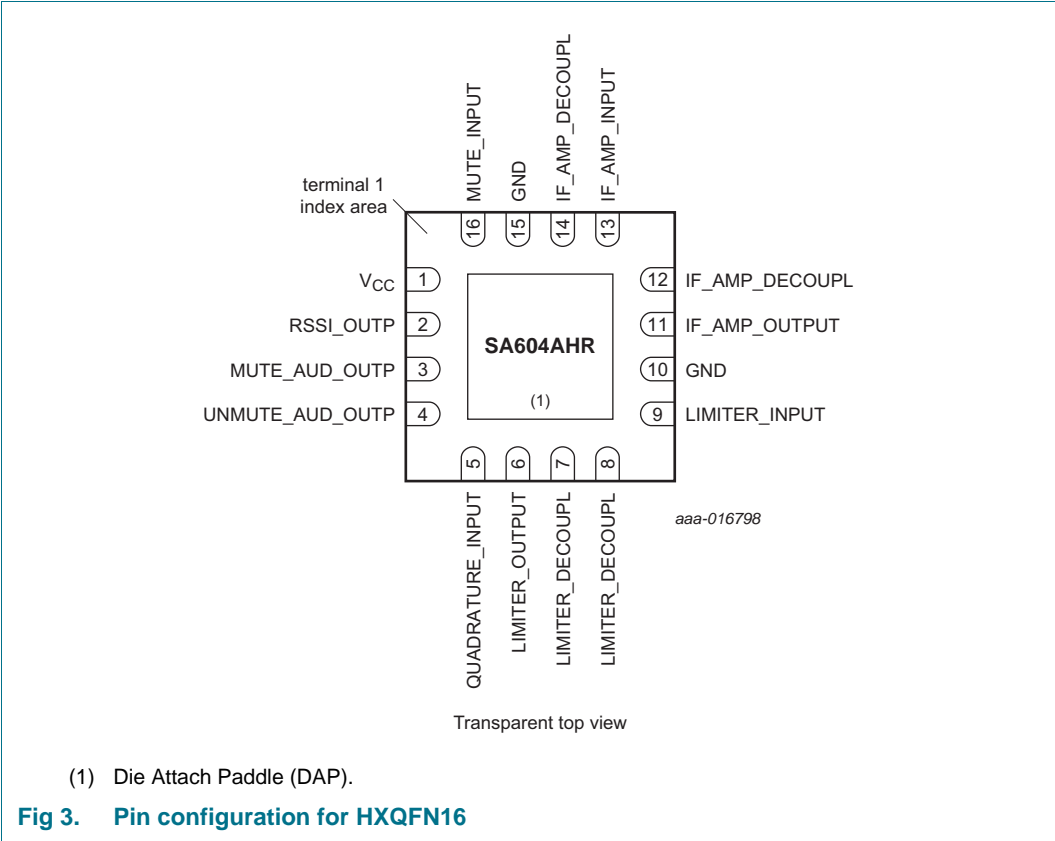 MUTE_INPUT
GND
IF_AMP_DECOUPL
IF_AMP_INPUT
terminal 1
index area
16
15
14
13
V_CC 1
12 IF_AMP_DECOUPL
RSSI_OUTP 2
11 IF_AMP_OUTPUT
SA604AHR
MUTE_AUD_OUTP 3
10 GND
(1)
UNMUTE_AUD_OUTP 4
9 LIMITER_INPUT
5
6
7
8
QUADRATURE_INPUT
LIMITER_OUTPUT
LIMITER_DECOUPL
LIMITER_DECOUPL
aaa-016798
Transparent top view
(1) Die Attach Paddle (DAP).
Fig 3. Pin configuration for HXQFN16